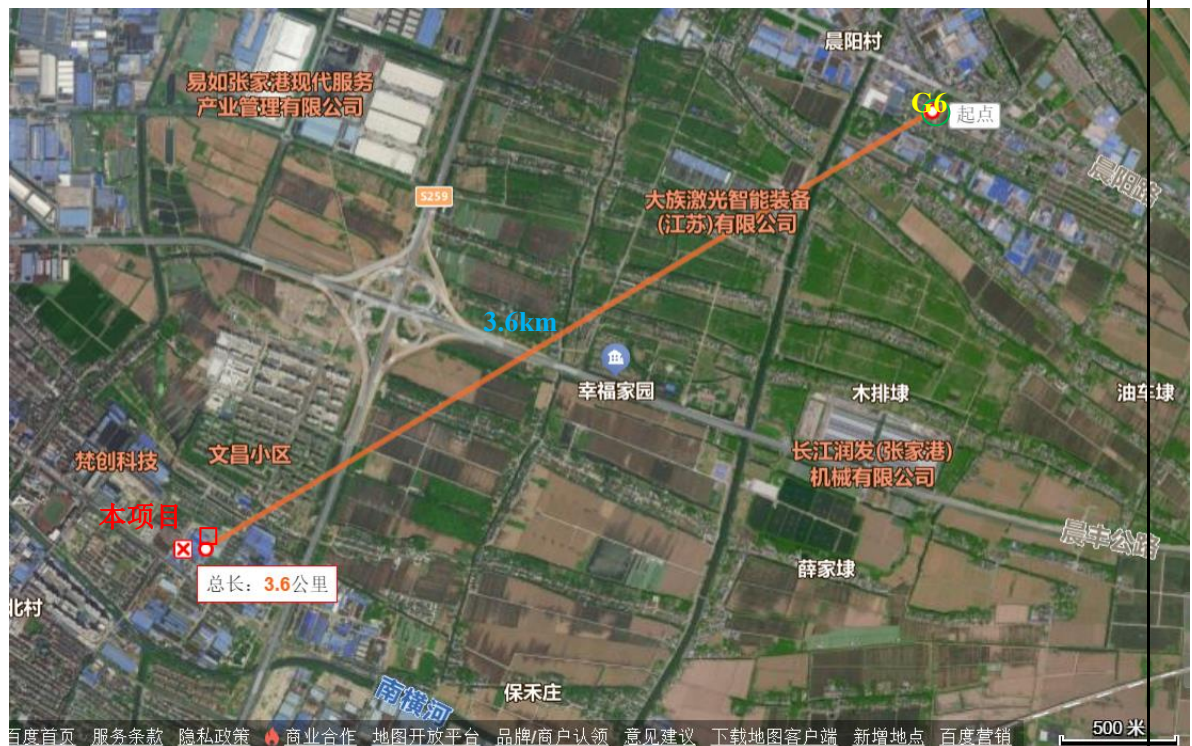 晨阳村
易如张家港现代服务
产业管理有限公司
G6
起点
晨阳路
S259
大族激光智能装备
(江苏)有限公司
3.6km
幸福家园
木排埭
油车埭
文昌小区
梵创科技
长江润发(张家港)
机械有限公司
本项目
晨丰公路
总长：3.6公里
薛家埭
北村
南横河
保禾庄
500 米
百度首页 服务条款 隐私政策 商业合作 地图开放平台 品牌/商户认领 意见建议 下载地图客户端 新增地点 百度营销